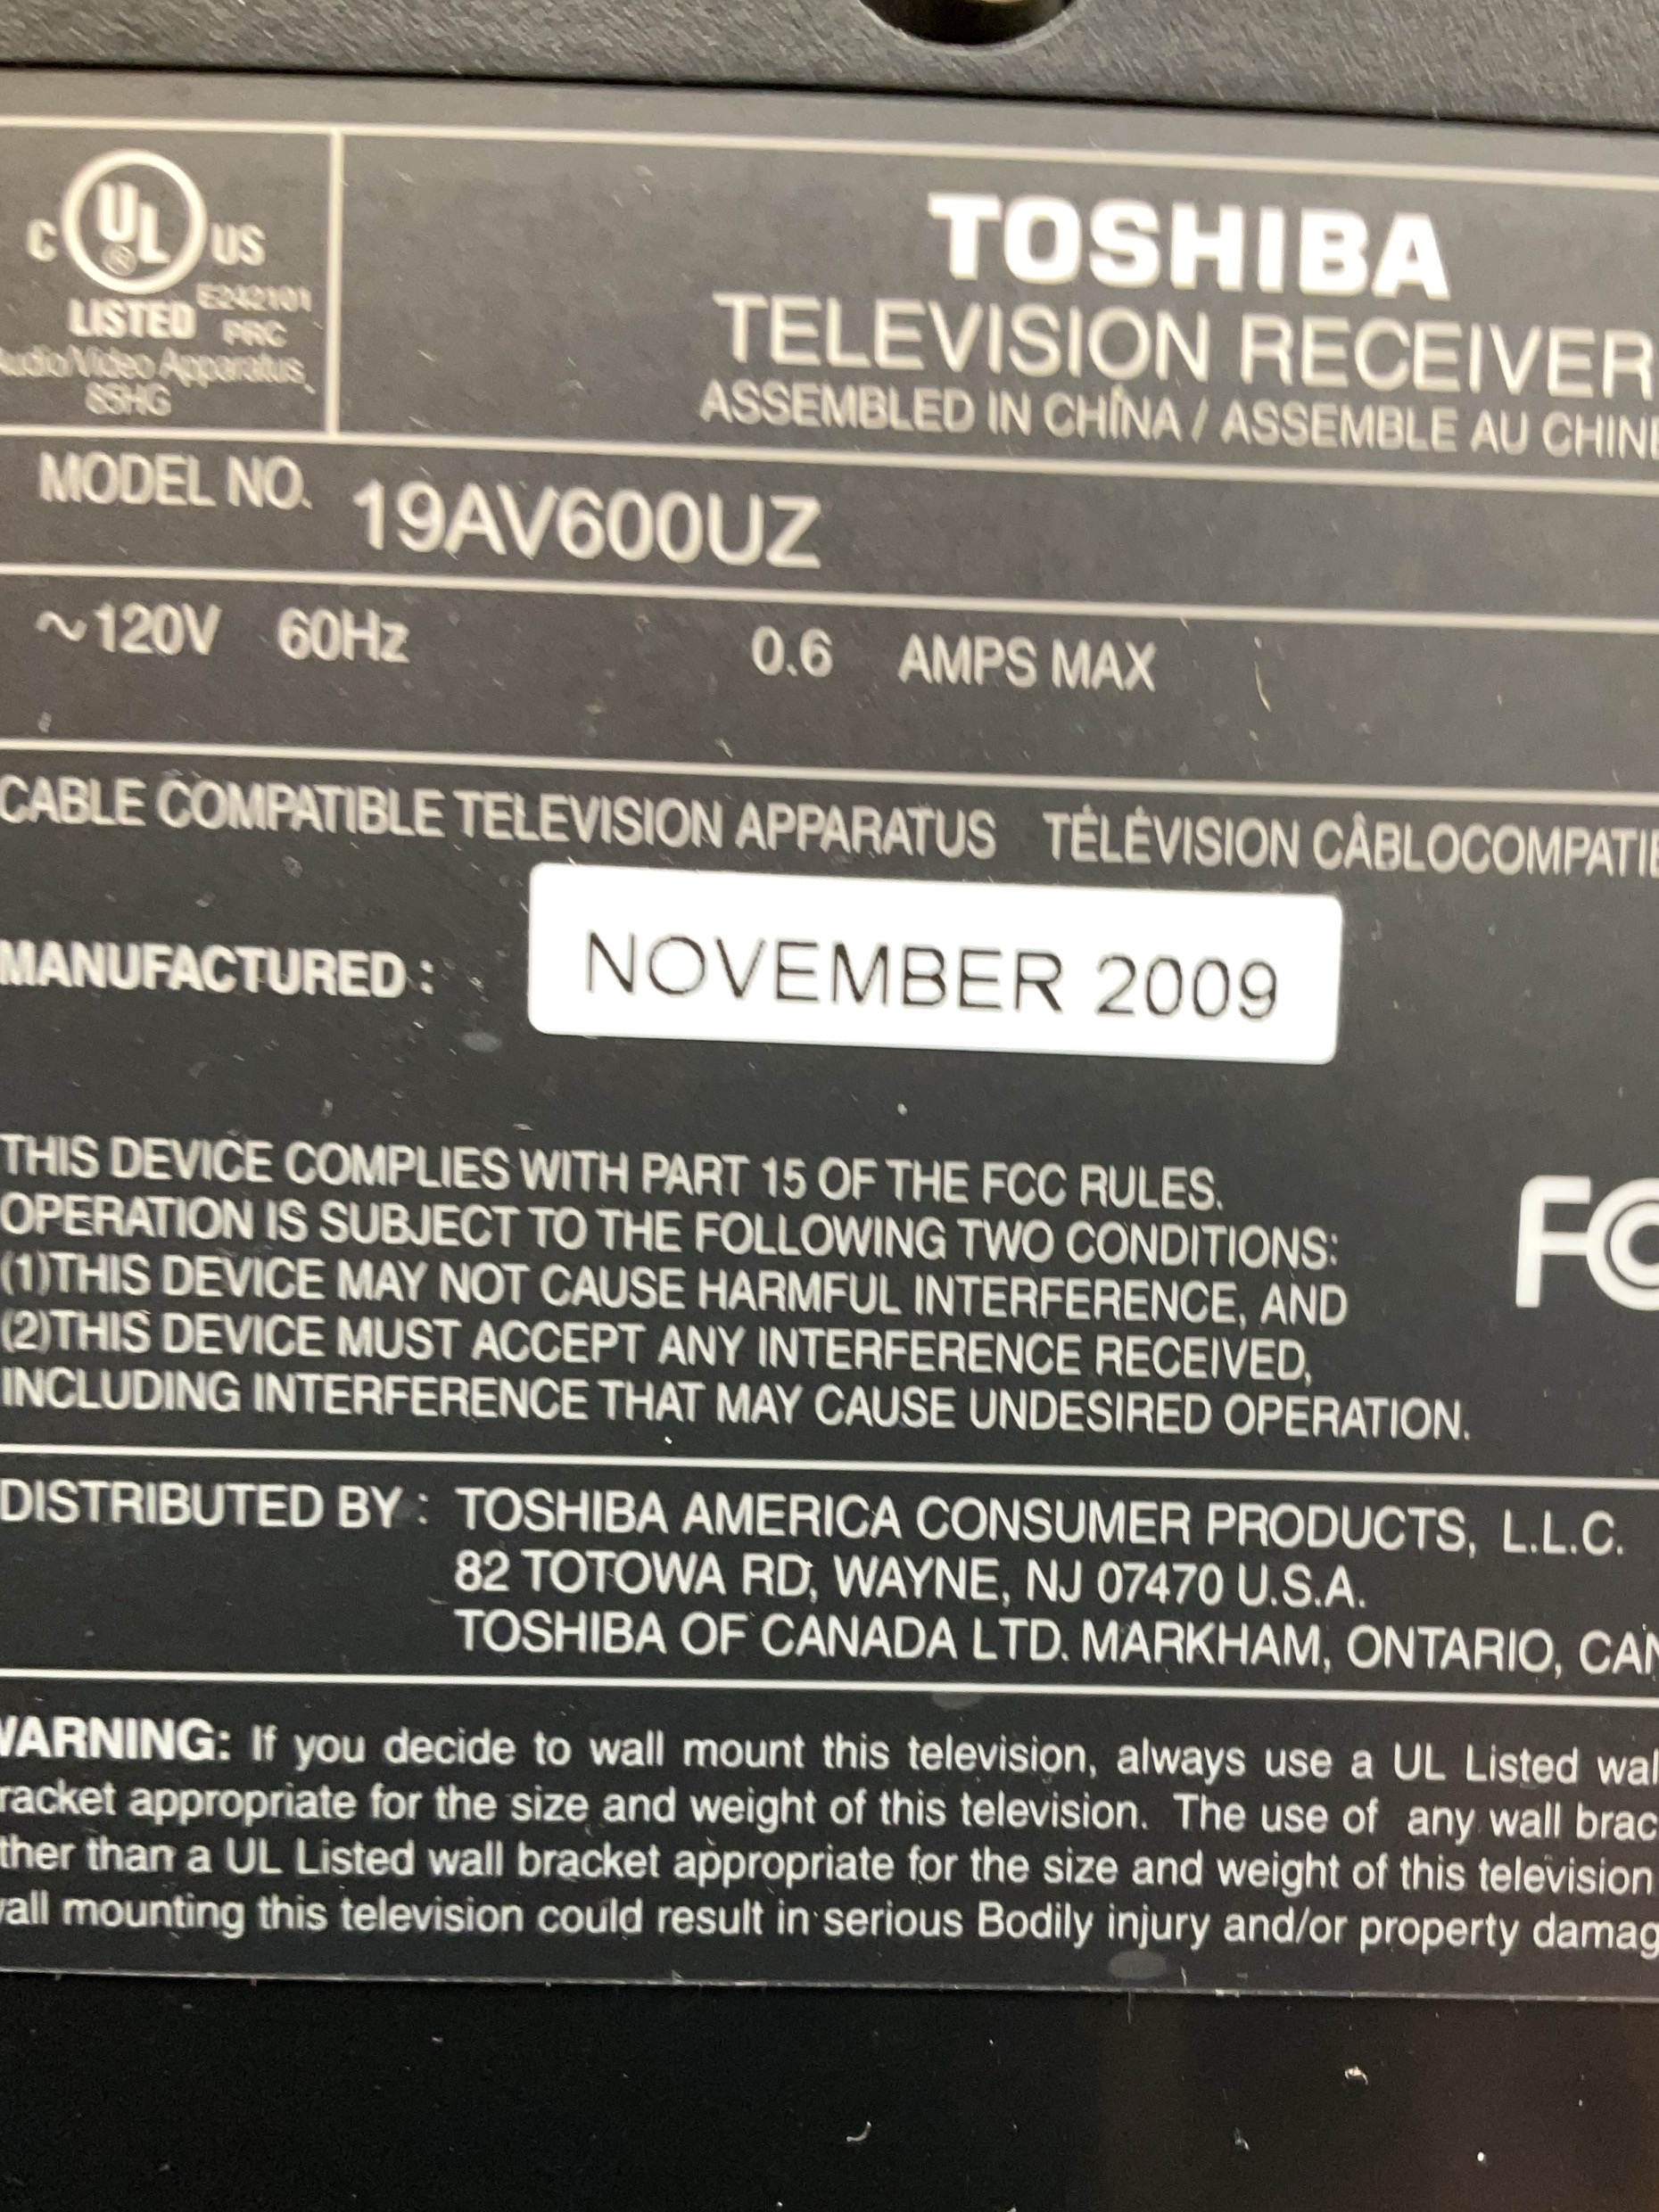 C UL ® US
LISTED E242101
PRC
Audio/Video Apparatus
85HG
TOSHIBA
TELEVISION RECEIVER
ASSEMBLED IN CHINA / ASSEMBLE AU CHINE
MODEL NO. 19AV600UZ
~120V 60Hz 0.6 AMPS MAX
CABLE COMPATIBLE TELEVISION APPARATUS TÉLÉVISION CÂBLOCOMPATI
MANUFACTURED : NOVEMBER 2009
THIS DEVICE COMPLIES WITH PART 15 OF THE FCC RULES.
OPERATION IS SUBJECT TO THE FOLLOWING TWO CONDITIONS:
(1)THIS DEVICE MAY NOT CAUSE HARMFUL INTERFERENCE, AND
(2)THIS DEVICE MUST ACCEPT ANY INTERFERENCE RECEIVED,
INCLUDING INTERFERENCE THAT MAY CAUSE UNDESIRED OPERATION.
FC
DISTRIBUTED BY : TOSHIBA AMERICA CONSUMER PRODUCTS, L.L.C.
82 TOTOWA RD, WAYNE, NJ 07470 U.S.A.
TOSHIBA OF CANADA LTD. MARKHAM, ONTARIO, CAN
WARNING: If you decide to wall mount this television, always use a UL Listed wal
racket appropriate for the size and weight of this television. The use of any wall brac
ther than a UL Listed wall bracket appropriate for the size and weight of this television
all mounting this television could result in serious Bodily injury and/or property damag